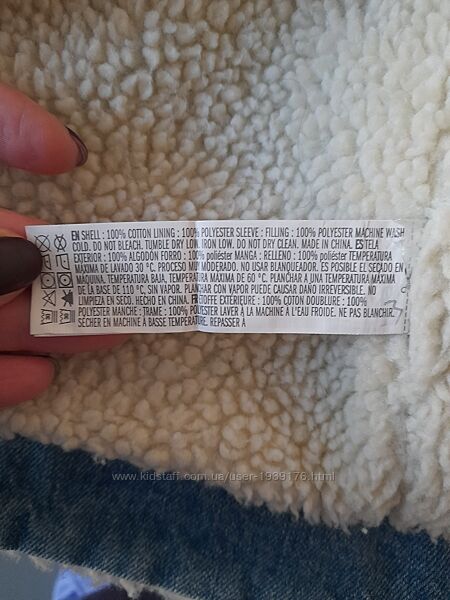 EN SHELL : 100% COTTON LINING : 100% POLYESTER SLEEVE : FILLING : 100% POLYESTER MACHINE WASH
COLD. DO NOT BLEACH. TUMBLE DRY LOW. IRON LOW. DO NOT DRY CLEAN. MADE IN CHINA. ES TELA
EXTERIOR : 100% ALGODÓN FORRO : 100% poliéster MANGA : RELLENO : 100% poliéster TEMPERATURA
MÁXIMA DE LAVADO 30 °C. PROCESO MUY MODERADO. NO USAR BLANQUEADOR. ES POSIBLE EL SECADO EN
MÁQUINA. TEMPERATURA MÁXIMA DE 60 °C. PLANCHAR A UNA TEMPERATURA MÁXIMA
DE LA BASE DE 110 °C, SIN VAPOR. PLANCHAR CON VAPOR PUEDE CAUSAR DAÑO IRREVERSIBLE. NO
LIMPIEZA EN SECO. HECHO EN CHINA. FR ETOFFE EXTÉRIEURE : 100% COTON DOUBLURE : 100%
POLYESTER MANCHE : TRAME : 100% POLYESTER LAVER À LA MACHINE À L'EAU FROIDE. NE PAS BLANCHIR.
SÉCHER EN MACHINE À BASSE TEMPÉRATURE. REPASSER À
3
www.kidstaff.com.ua/user-1939176.html